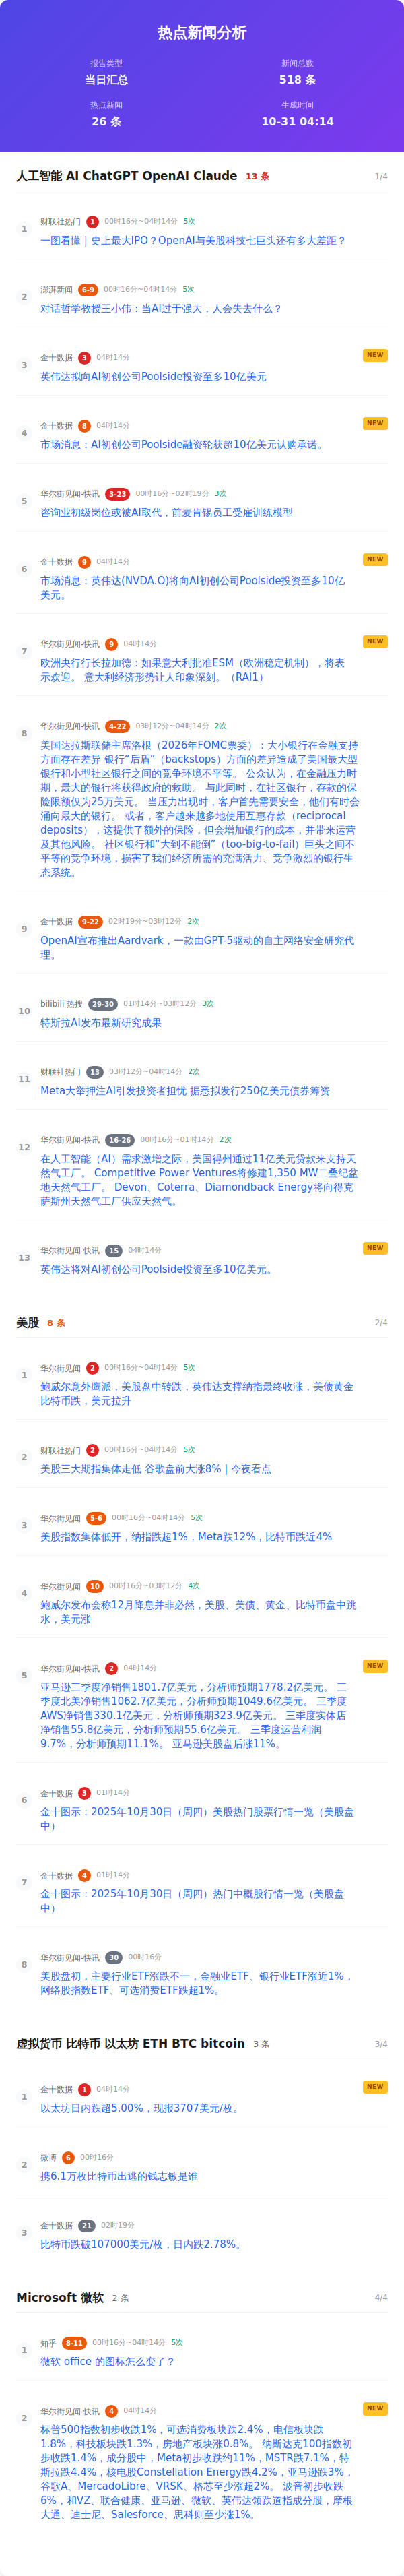 热点新闻分析
报告类型
新闻总数
当日汇总
518 条
热点新闻
生成时间
26 条
10-31 04:14
人工智能 AI ChatGPT OpenAI Claude 13 条 1/4
1
财联社热门 1 00时16分~04时14分 5次
一图看懂 | 史上最大IPO？OpenAI与美股科技七巨头还有多大差距？
2
澎湃新闻 6-9 00时16分~04时14分 5次
对话哲学教授王小伟：当AI过于强大，人会失去什么？
3
金十数据 3 04时14分 NEW
英伟达拟向AI初创公司Poolside投资至多10亿美元
4
金十数据 8 04时14分 NEW
市场消息：AI初创公司Poolside融资轮获超10亿美元认购承诺。
5
华尔街见闻-快讯 3-23 00时16分~02时19分 3次
咨询业初级岗位或被AI取代，前麦肯锡员工受雇训练模型
6
金十数据 9 04时14分 NEW
市场消息：英伟达(NVDA.O)将向AI初创公司Poolside投资至多10亿
美元。
7
华尔街见闻-快讯 9 04时14分 NEW
欧洲央行行长拉加德：如果意大利批准ESM（欧洲稳定机制），将表
示欢迎。 意大利经济形势让人印象深刻。（RAI1）
8
华尔街见闻-快讯 4-22 03时12分~04时14分 2次
美国达拉斯联储主席洛根（2026年FOMC票委）：大小银行在金融支持
方面存在差异 银行“后盾”（backstops）方面的差异造成了美国最大型
银行和小型社区银行之间的竞争环境不平等。 公众认为，在金融压力时
期，最大的银行将获得政府的救助。 与此同时，在社区银行，存款的保
险限额仅为25万美元。 当压力出现时，客户首先需要安全，他们有时会
涌向最大的银行。 或者，客户越来越多地使用互惠存款（reciprocal
deposits），这提供了额外的保险，但会增加银行的成本，并带来运营
及其他风险。 社区银行和“大到不能倒”（too-big-to-fail）巨头之间不
平等的竞争环境，损害了我们经济所需的充满活力、竞争激烈的银行生
态系统。
9
金十数据 9-22 02时19分~03时12分 2次
OpenAI宣布推出Aardvark，一款由GPT-5驱动的自主网络安全研究代
理。
10
bilibili 热搜 29-30 01时14分~03时12分 3次
特斯拉AI发布最新研究成果
11
财联社热门 13 03时12分~04时14分 2次
Meta大举押注AI引发投资者担忧 据悉拟发行250亿美元债券筹资
12
华尔街见闻-快讯 16-26 00时16分~01时14分 2次
在人工智能（AI）需求激增之际，美国得州通过11亿美元贷款来支持天
然气工厂。 Competitive Power Ventures将修建1,350 MW二叠纪盆
地天然气工厂。 Devon、Coterra、Diamondback Energy将向得克
萨斯州天然气工厂供应天然气。
13
华尔街见闻-快讯 15 04时14分 NEW
英伟达将对AI初创公司Poolside投资至多10亿美元。
美股 8 条 2/4
1
华尔街见闻 2 00时16分~04时14分 5次
鲍威尔意外鹰派，美股盘中转跌，英伟达支撑纳指最终收涨，美债黄金
比特币跌，美元拉升
2
财联社热门 2 00时16分~04时14分 5次
美股三大期指集体走低 谷歌盘前大涨8% | 今夜看点
3
华尔街见闻 5-6 00时16分~04时14分 5次
美股指数集体低开，纳指跌超1%，Meta跌12%，比特币跌近4%
4
华尔街见闻 10 00时16分~03时12分 4次
鲍威尔发布会称12月降息并非必然，美股、美债、黄金、比特币盘中跳
水，美元涨
5
华尔街见闻-快讯 2 04时14分 NEW
亚马逊三季度净销售1801.7亿美元，分析师预期1778.2亿美元。 三
季度北美净销售1062.7亿美元，分析师预期1049.6亿美元。 三季度
AWS净销售330.1亿美元，分析师预期323.9亿美元。 三季度实体店
净销售55.8亿美元，分析师预期55.6亿美元。 三季度运营利润
9.7%，分析师预期11.1%。 亚马逊美股盘后涨11%。
6
金十数据 3 01时14分
金十图示：2025年10月30日（周四）美股热门股票行情一览（美股盘
中）
7
金十数据 4 01时14分
金十图示：2025年10月30日（周四）热门中概股行情一览（美股盘
中）
8
华尔街见闻-快讯 30 00时16分
美股盘初，主要行业ETF涨跌不一，金融业ETF、银行业ETF涨近1%，
网络股指数ETF、可选消费ETF跌超1%。
虚拟货币 比特币 以太坊 ETH BTC bitcoin 3 条 3/4
1
金十数据 1 04时14分 NEW
以太坊日内跌超5.00%，现报3707美元/枚。
2
微博 6 00时16分
携6.1万枚比特币出逃的钱志敏是谁
3
金十数据 21 02时19分
比特币跌破107000美元/枚，日内跌2.78%。
Microsoft 微软 2 条 4/4
1
知乎 8-11 00时16分~04时14分 5次
微软 office 的图标怎么变了？
2
华尔街见闻-快讯 4 04时14分 NEW
标普500指数初步收跌1%，可选消费板块跌2.4%，电信板块跌
1.8%，科技板块跌1.3%，房地产板块涨0.8%。 纳斯达克100指数初
步收跌1.4%，成分股中，Meta初步收跌约11%，MSTR跌7.1%，特
斯拉跌4.4%，核电股Constellation Energy跌4.2%，亚马逊跌3%，
谷歌A、MercadoLibre、VRSK、格芯至少涨超2%。 波音初步收跌
6%，和VZ、联合健康、亚马逊、微软、英伟达领跌道指成分股，摩根
大通、迪士尼、Salesforce、思科则至少涨1%。